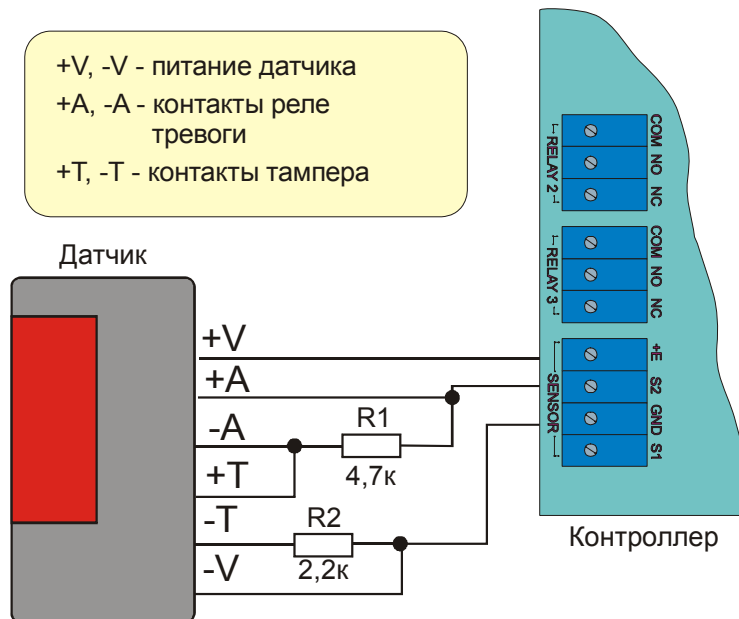 +V, -V - питание датчика
+A, -A - контакты реле
тревоги
+T, -T - контакты тампера
Датчик
+V
+A
-A
+T
-T
-V
R1
4,7к
R2
2,2к
COM
NO
NC
RELAY 2
COM
NO
NC
RELAY 3
+E
S2
GND
S1
SENSOR
Контроллер